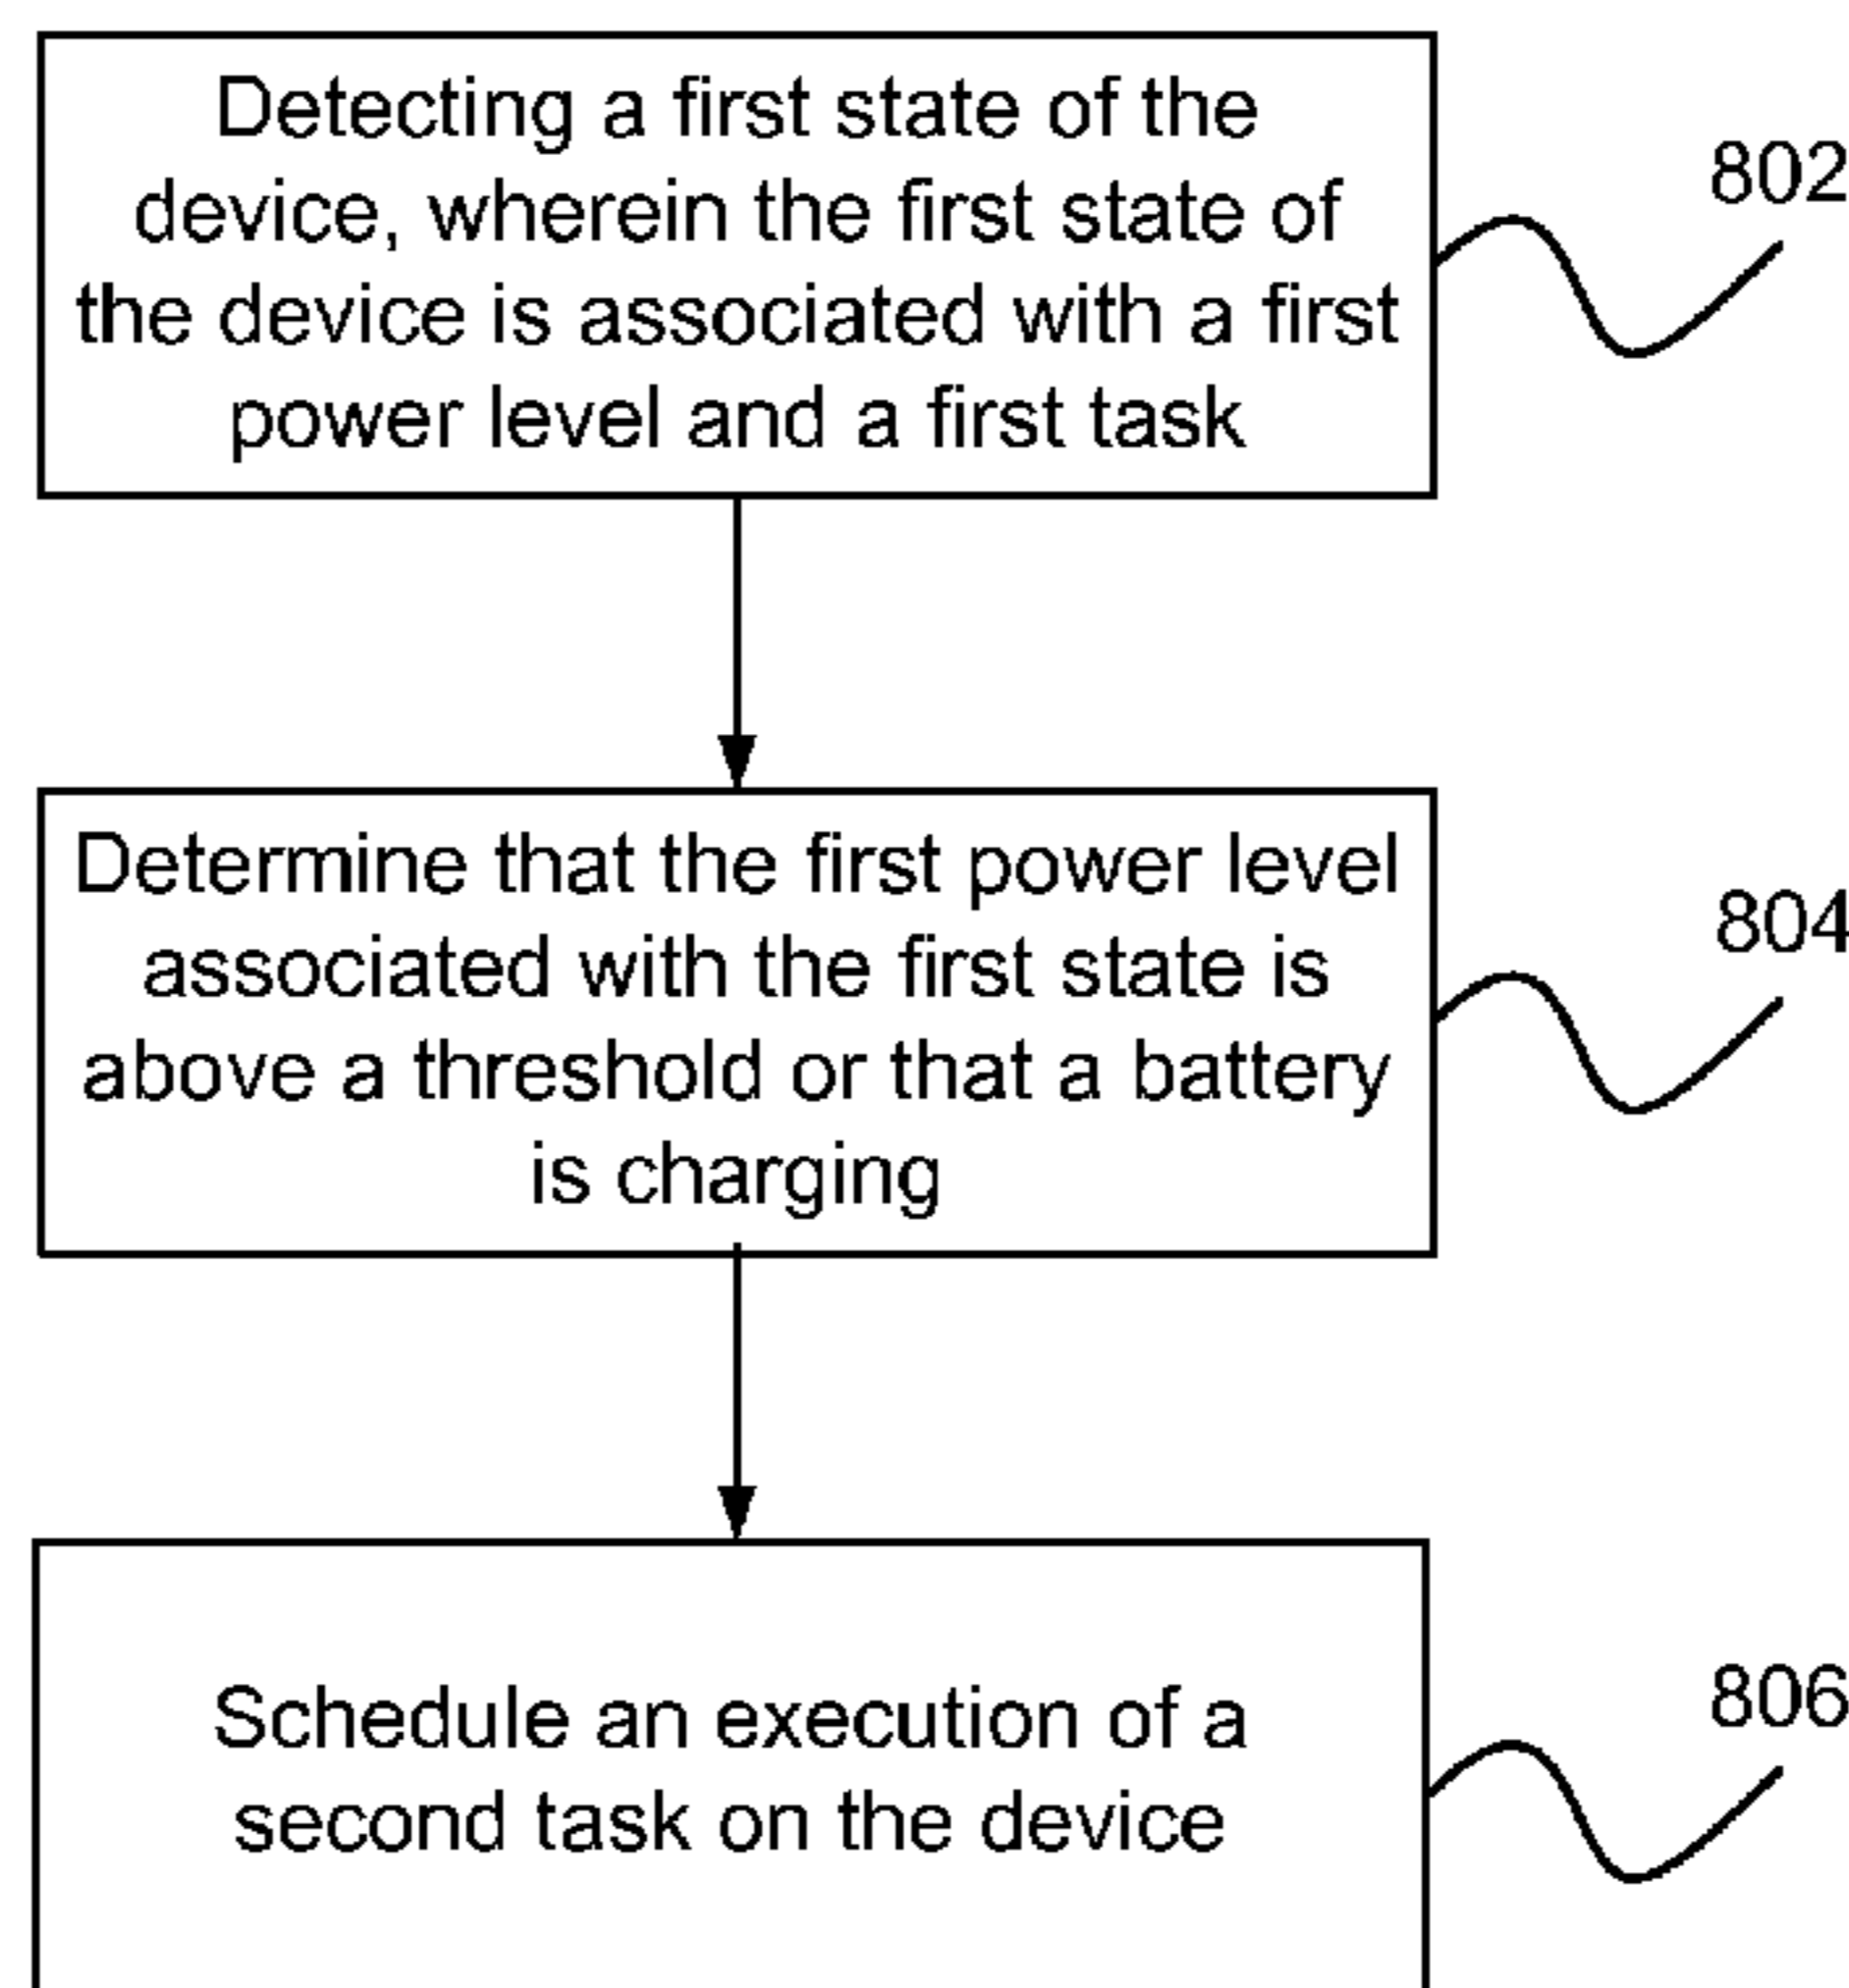 Detecting a first state of the
device, wherein the first state of
the device is associated with a first
power level and a first task
802
Determine that the first power level
associated with the first state is
above a threshold or that a battery
is charging
804
Schedule an execution of a
second task on the device
806